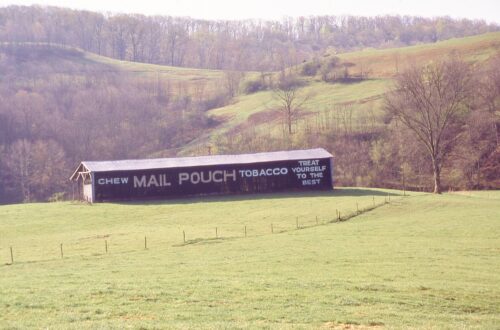 CHEW MAIL POUCH TOBACCO
TREAT
YOURSELF
TO THE
BEST